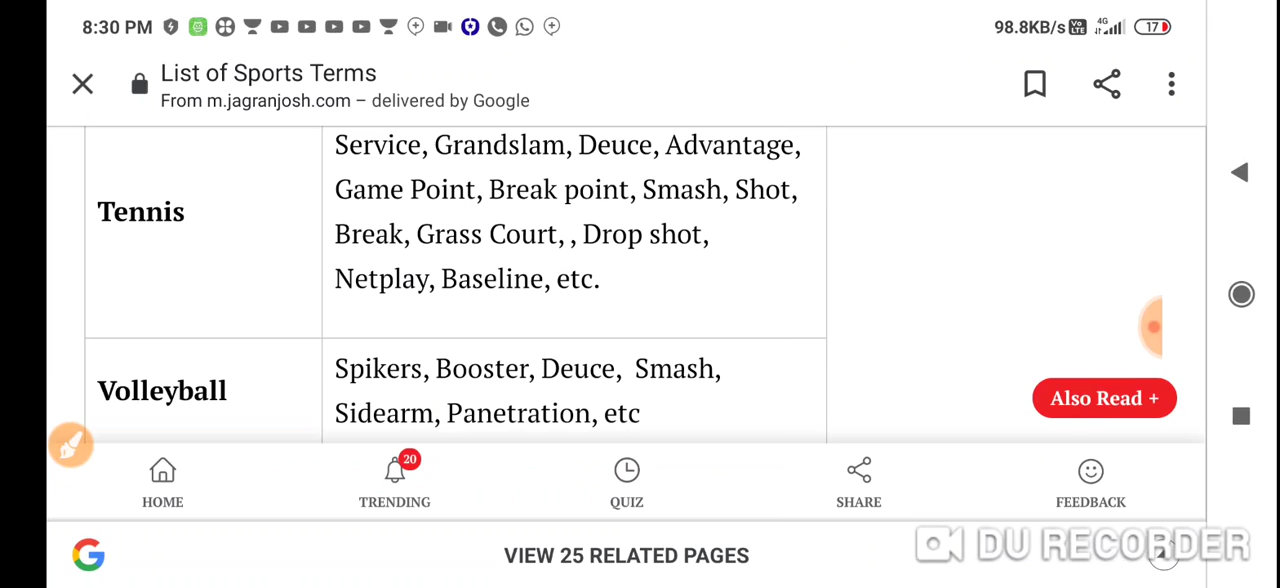 8:30 PM
98.8KB/s Vo LTE 4G 17
List of Sports Terms
From m.jagranjosh.com – delivered by Google
Service, Grandslam, Deuce, Advantage,
Game Point, Break point, Smash, Shot,
Tennis
Break, Grass Court, , Drop shot,
Netplay, Baseline, etc.
Spikers, Booster, Deuce, Smash,
Volleyball
Sidearm, Panetration, etc
Also Read +
20
HOME
TRENDING
QUIZ
SHARE
FEEDBACK
VIEW 25 RELATED PAGES
DU RECORDER